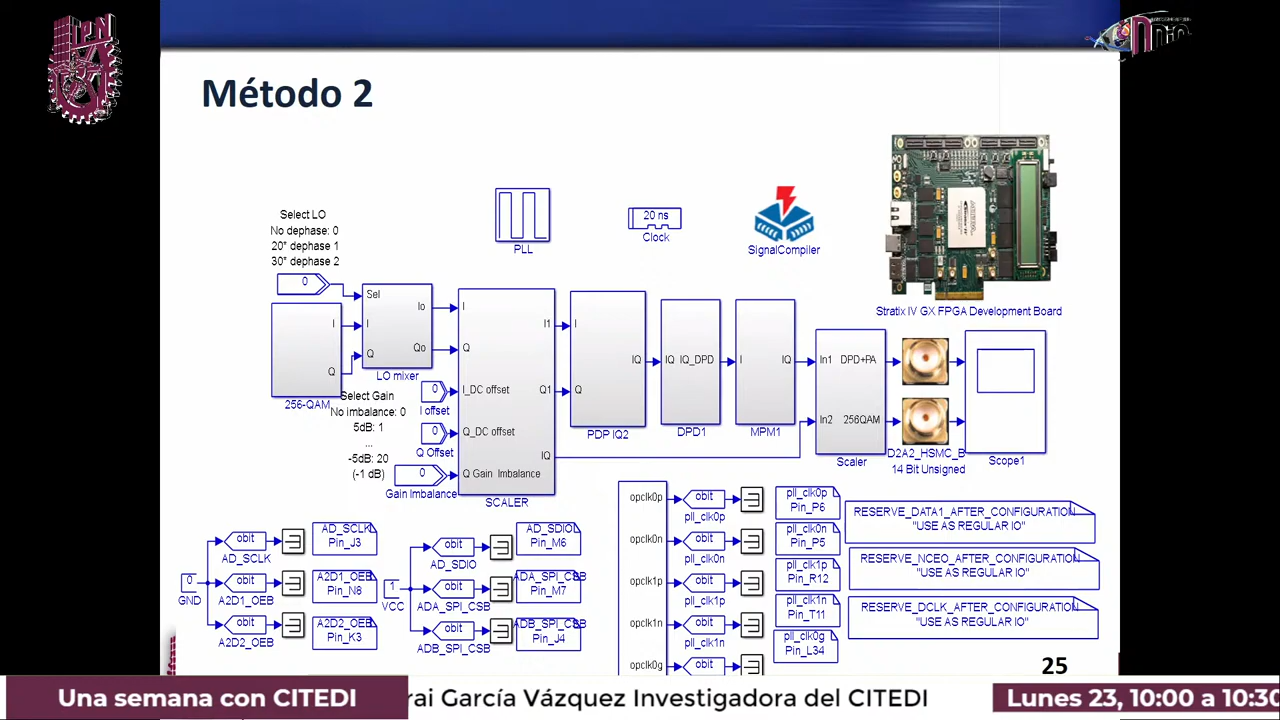 IPN
Método 2
Select LO
No dephase: 0
20° dephase 1
30° dephase 2
0
PLL
20 ns
Clock
SignalCompiler
Stratix IV GX FPGA Development Board
Sel
I
Q
Io
Qo
LO mixer
I
Q
256-QAM
Select Gain
No imbalance: 0
5dB: 1
...
-5dB: 20
(-1 dB)
0
I offset
0
Q Offset
0
Gain Imbalance
I
Q
I_DC offset
Q_DC offset
Q Gain Imbalance
I1
Q1
IQ
SCALER
I
Q
IQ
PDP IQ2
IQ IQ_DPD
DPD1
I IQ
MPM1
In1 DPD+PA
In2 256QAM
Scaler
D2A2_HSMC_B
14 Bit Unsigned
Scope1
0
GND
obit
AD_SCLK
AD_SCLK
Pin_J3
obit
A2D1_OEB
A2D1_OEB
Pin_N8
obit
A2D2_OEB
A2D2_OEB
Pin_K3
1
VCC
obit
AD_SDIO
AD_SDIO
Pin_M6
obit
ADA_SPI_CSB
ADA_SPI_CSB
Pin_M7
obit
ADB_SPI_CSB
ADB_SPI_CSB
Pin_J4
opclk0p
obit
pll_clk0p
pll_clk0p
Pin_P6
opclk0n
obit
pll_clk0n
pll_clk0n
Pin_P5
opclk1p
obit
pll_clk1p
pll_clk1p
Pin_R12
opclk1n
obit
pll_clk1n
pll_clk1n
Pin_T11
opclk0g
obit
pll_clk0g
Pin_L34
RESERVE_DATA1_AFTER_CONFIGURATION
"USE AS REGULAR IO"
RESERVE_NCEO_AFTER_CONFIGURATION
"USE AS REGULAR IO"
RESERVE_DCLK_AFTER_CONFIGURATION
"USE AS REGULAR IO"
25
Una semana con CITEDI
rai García Vázquez Investigadora del CITEDI
Lunes 23, 10:00 a 10:30